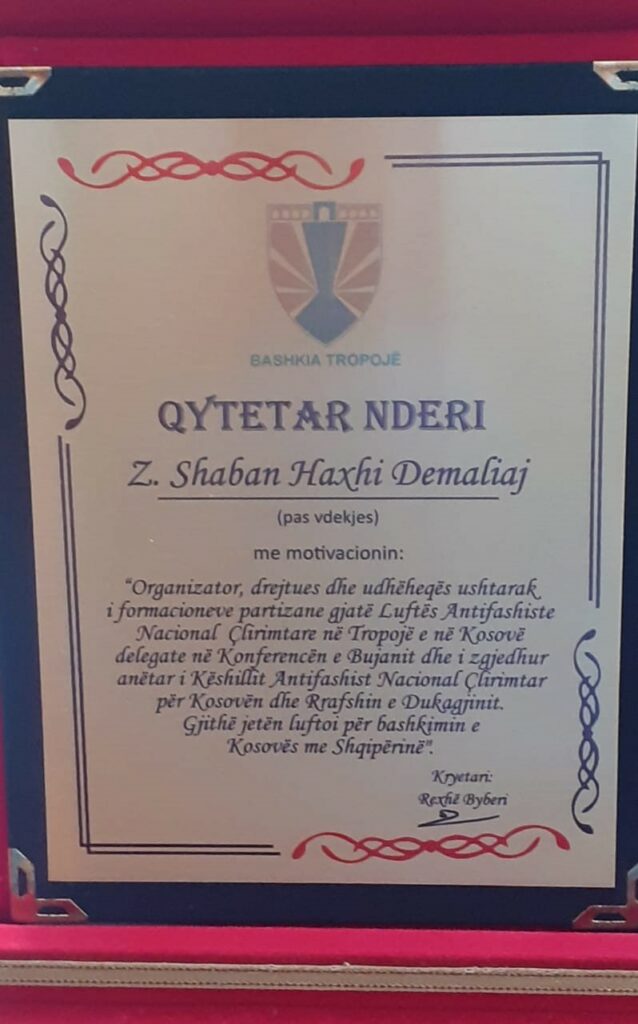 BASHKIA TROPOJË
QYTETAR NDERI
Z. Shaban Haxhi Demaliaj
(pas vdekjes)
me motivacionin:
"Organizator, drejtues dhe udhëheqës ushtarak
i formacioneve partizane gjatë Luftës Antifashiste
Nacional Çlirimtare në Tropojë e në Kosovë
delegate në Konferencën e Bujanit dhe i zgjedhur
anëtar i Këshillit Antifashist Nacional Çlirimtar
për Kosovën dhe Rrafshin e Dukagjinit.
Gjithë jetën luftoi për bashkimin e
Kosovës me Shqipërinë".
Kryetari:
Rexhë Byberi